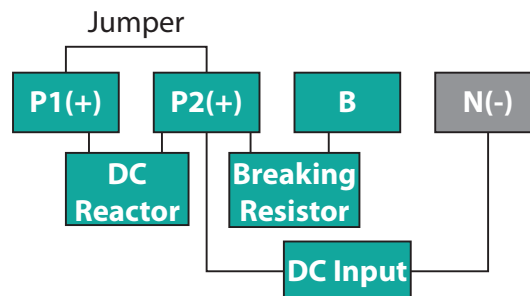 Jumper
P1(+)
P2(+)
B
N(-)
DC
Reactor
Breaking
Resistor
DC Input